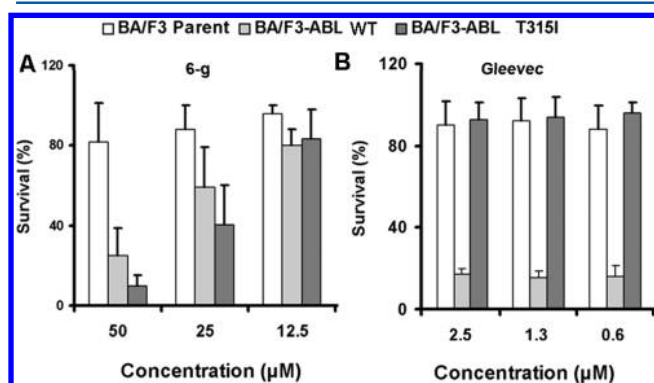 BA/F3 Parent BA/F3-ABL WT BA/F3-ABL T315I
A
6-g
120
80
40
0
Survival (%)
50 25 12.5
Concentration (µM)
B
Gleevec
120
80
40
0
Survival (%)
2.5 1.3 0.6
Concentration (µM)